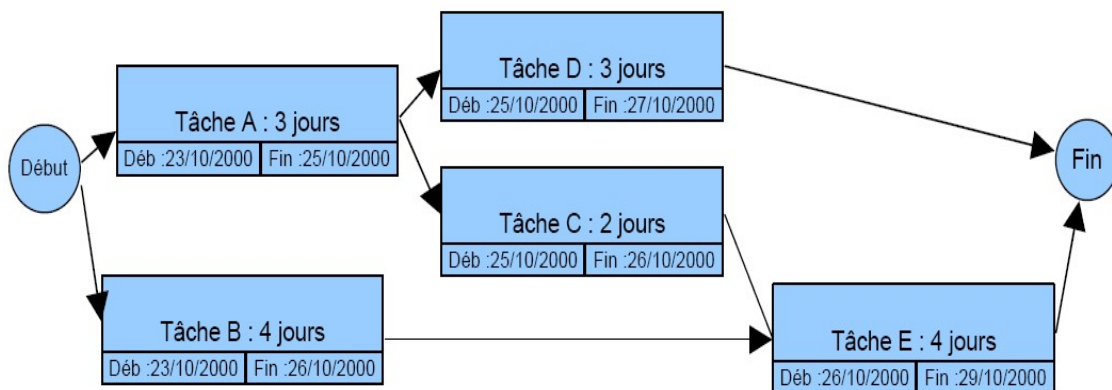 Début
Tâche A : 3 jours
Déb :23/10/2000 Fin :25/10/2000
Tâche B : 4 jours
Déb :23/10/2000 Fin :26/10/2000
Tâche D : 3 jours
Déb :25/10/2000 Fin :27/10/2000
Tâche C : 2 jours
Déb :25/10/2000 Fin :26/10/2000
Tâche E : 4 jours
Déb :26/10/2000 Fin :29/10/2000
Fin